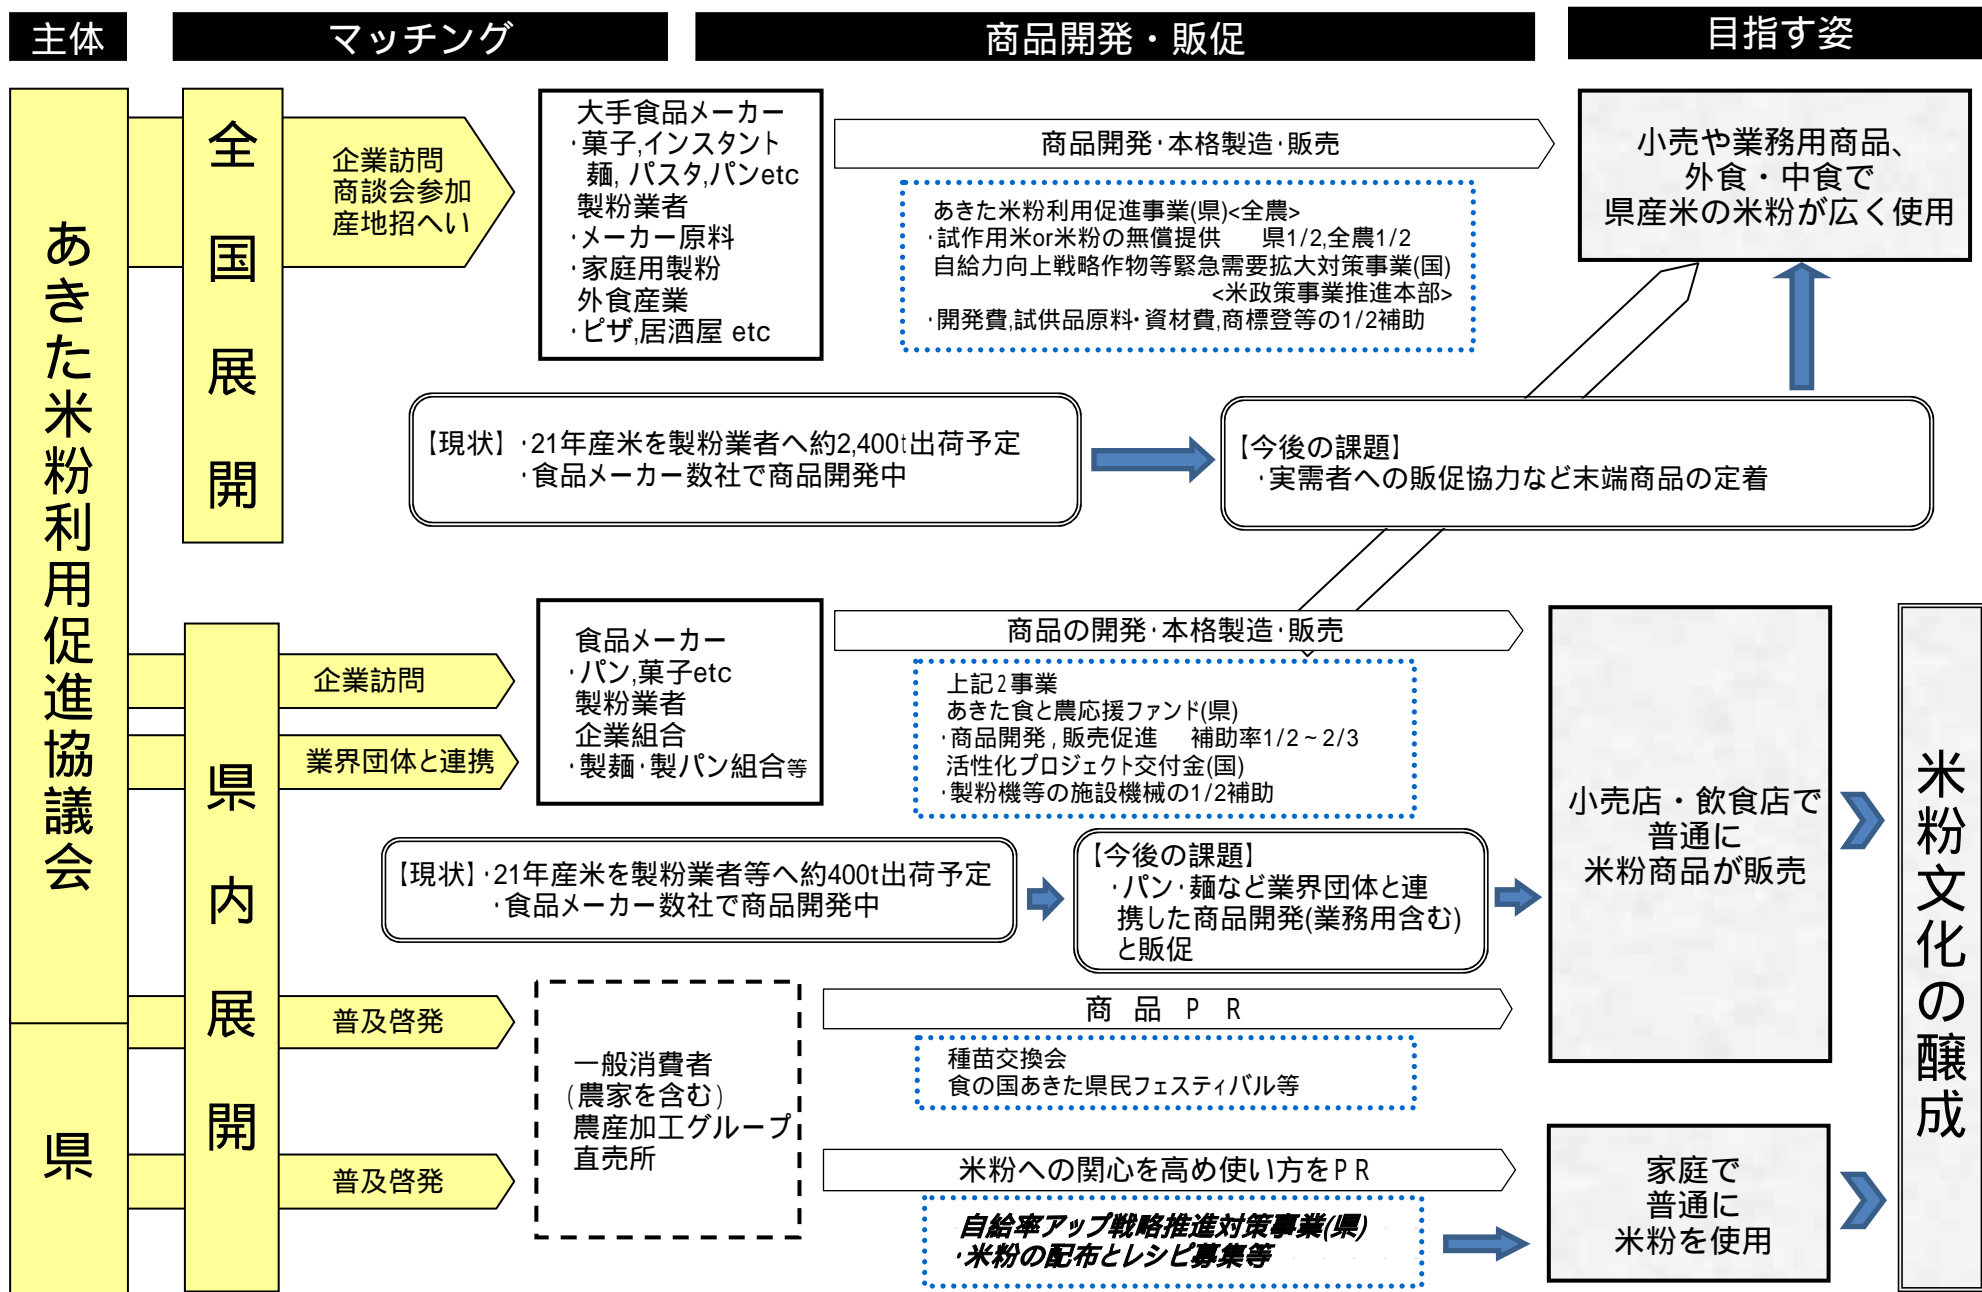 主体
マッチング
商品開発・販促
目指す姿
あきた米粉利用促進協議会
県
全国展開
企業訪問
商談会参加
産地招へい
大手食品メーカー
・菓子,インスタント
麺, パスタ,パンetc
製粉業者
・メーカー原料
・家庭用製粉
外食産業
・ピザ,居酒屋 etc
商品開発・本格製造・販売
あきた米粉利用促進事業(県)<全農>
・試作用米or米粉の無償提供 県1/2,全農1/2
自給力向上戦略作物等緊急需要拡大対策事業(国)
<米政策事業推進本部>
・開発費,試供品原料・資材費,商標登等の1/2補助
小売や業務用商品、
外食・中食で
県産米の米粉が広く使用
【現状】・21年産米を製粉業者へ約2,400t出荷予定
・食品メーカー数社で商品開発中
【今後の課題】
・実需者への販促協力など末端商品の定着
県内展開
企業訪問
業界団体と連携
食品メーカー
・パン,菓子etc
製粉業者
企業組合
・製麺・製パン組合等
商品の開発・本格製造・販売
上記2事業
あきた食と農応援ファンド(県)
・商品開発,販売促進 補助率1/2~2/3
活性化プロジェクト交付金(国)
・製粉機等の施設機械の1/2補助
【現状】・21年産米を製粉業者等へ約400t出荷予定
・食品メーカー数社で商品開発中
【今後の課題】
・パン・麺など業界団体と連
携した商品開発(業務用含む)
と販促
小売店・飲食店で
普通に
米粉商品が販売
普及啓発
一般消費者
(農家を含む)
農産加工グループ
直売所
商品PR
種苗交換会
食の国あきた県民フェスティバル等
普及啓発
米粉への関心を高め使い方をPR
自給率アップ戦略推進対策事業(県)
・米粉の配布とレシピ募集等
家庭で
普通に
米粉を使用
米粉文化の醸成